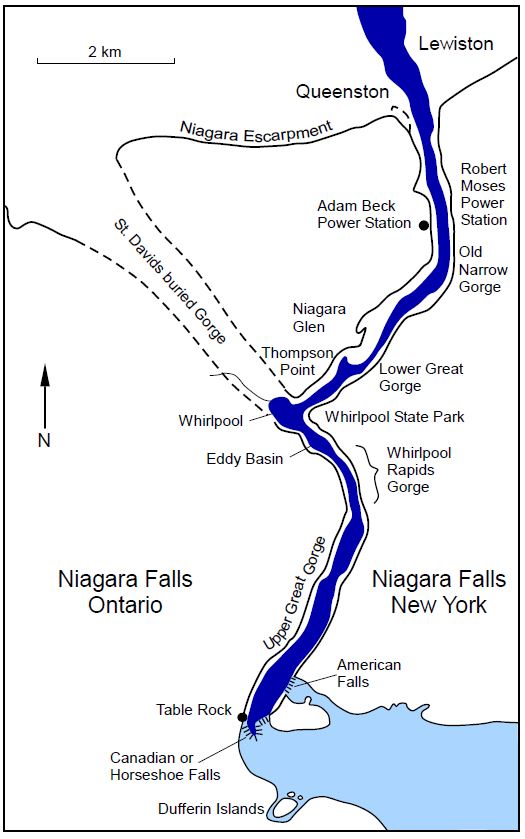 Lewiston
2 km
Queenston
Niagara Escarpment
Robert
Moses
Power
Station
Adam Beck
Power Station
St. Davids buried Gorge
Old
Narrow
Gorge
Niagara
Glen
Thompson
Point
Lower Great
Gorge
Whirlpool
Whirlpool State Park
N
Eddy Basin
Whirlpool
Rapids
Gorge
Upper Great Gorge
Niagara Falls
Ontario
Niagara Falls
New York
American
Falls
Table Rock
Canadian or
Horseshoe Falls
Dufferin Islands